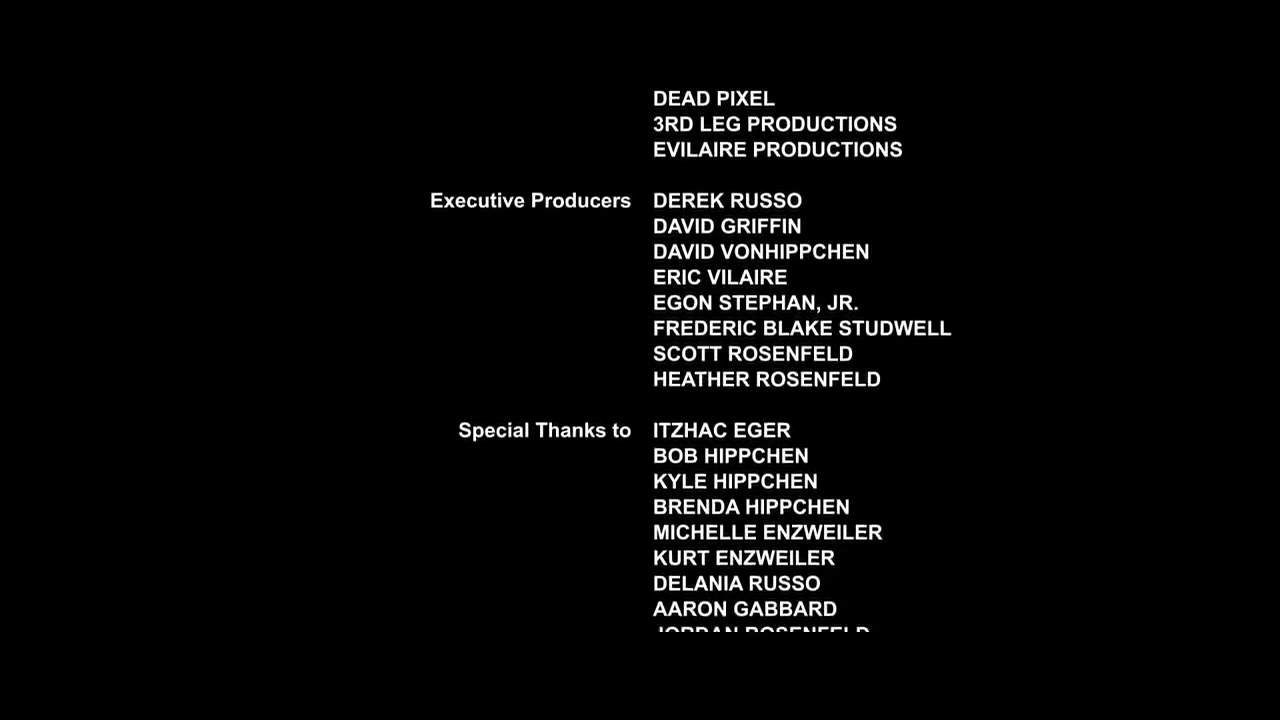 DEAD PIXEL
3RD LEG PRODUCTIONS
EVILAIRE PRODUCTIONS
Executive Producers DEREK RUSSO
DAVID GRIFFIN
DAVID VONHIPPCHEN
ERIC VILAIRE
EGON STEPHAN, JR.
FREDERIC BLAKE STUDWELL
SCOTT ROSENFELD
HEATHER ROSENFELD
Special Thanks to ITZHAC EGER
BOB HIPPCHEN
KYLE HIPPCHEN
BRENDA HIPPCHEN
MICHELLE ENZWEILER
KURT ENZWEILER
DELANIA RUSSO
AARON GABBARD
JORDAN ROSENFELD